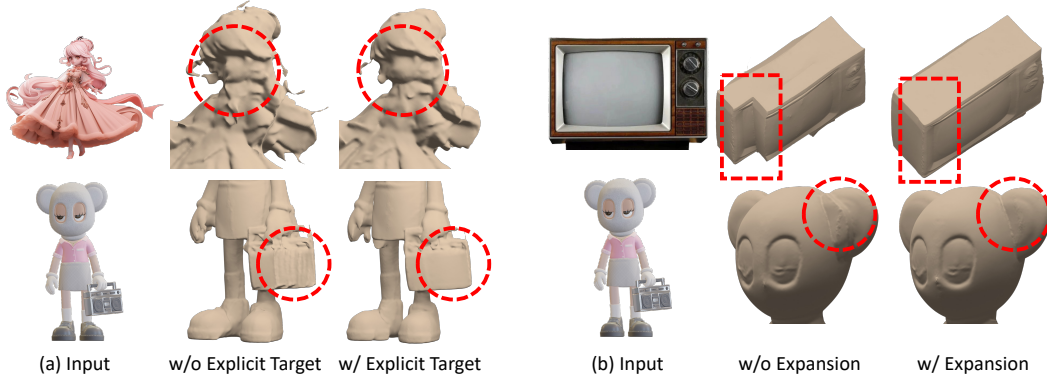 (a) Input
w/o Explicit Target
w/ Explicit Target
(b) Input
w/o Expansion
w/ Expansion